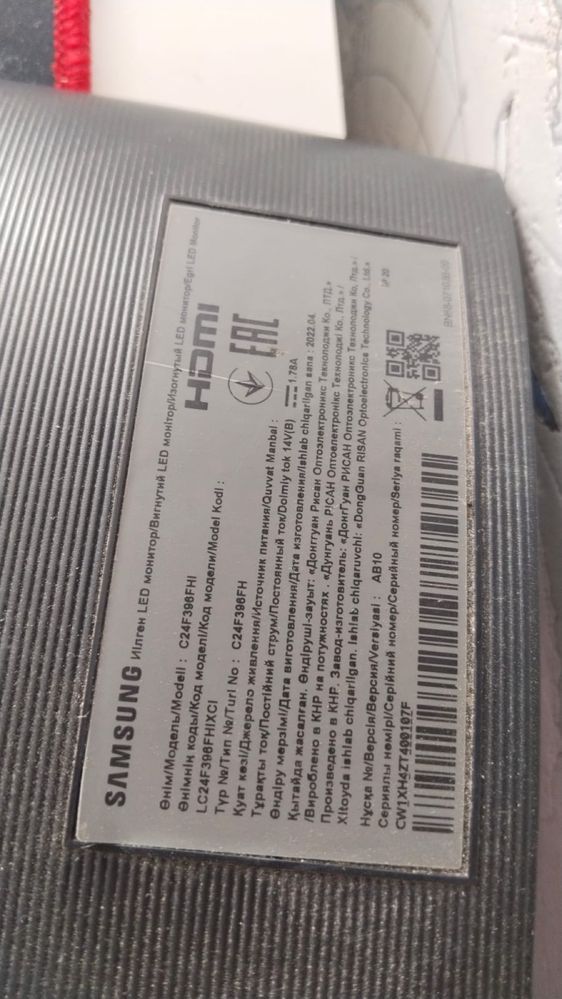 SAMSUNG Иілген LED монитор/Вигнутий LED монітор/Изогнутый LED монитор/Egri LED Monitor
HDMI
EAC
Өнім/Модель/Modeli : C24F396FHI
Өнімнің коды/Код моделі/Код модели/Model Kodi :
LC24F396FHIXCI
Түр №/Тип №/Turi No : C24F396FH
Қуат көзі/Джерело живлення/Источник питания/Quvvat Manbai :
Тұрақты ток/Постійний струм/Постоянный ток/Doimiy tok 14V(В) 1.78A
Өндіру мерзімі/Дата виготовлення/Дата изготовления/Ishlab chiqarilgan sana : 2022.04.
Қытайда жасалған. Өндіруші-зауыт: «Донггуан Рисан Оптоэлектроникс Текнолоджи Ко., ЛТД.»
/Вироблено в КНР на потужностях : «Дунгуань РІСАН Оптоелектронікс Технолоджі Ко., Лтд.»/
Произведено в КНР. Завод-изготовитель: «ДонгГуан РИСАН Оптоэлектроникс Технолоджи Ко, Лтд.»/
Xitoyda ishlab chiqarilgan. Ishlab chiqaruvchi: «DongGuan RISAN Optoelectronics Technology Co., Ltd.»
Нұсқа №/Версія/Версия/Versiyasi : AB10
Сериялы нөмірі/Серійний номер/Серийный номер/Seriya raqami :
CW1XH4ZT400107F